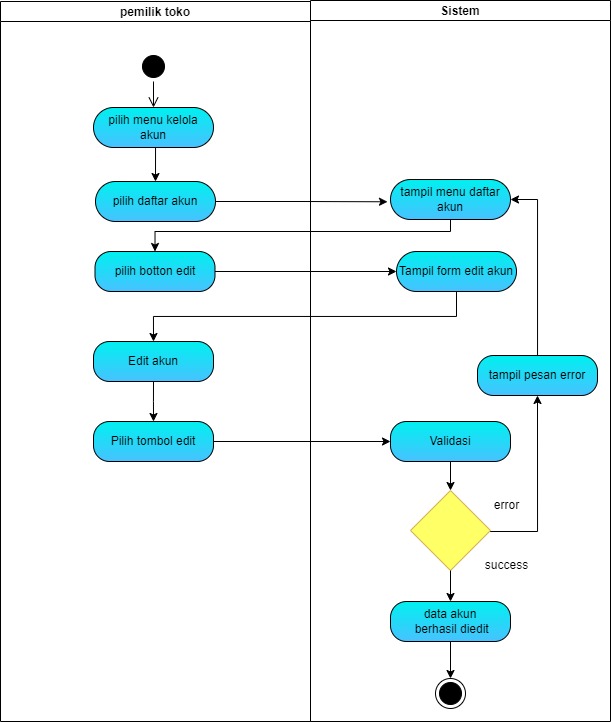 pemilik toko
Sistem
pilih menu kelola
akun
pilih daftar akun
tampil menu daftar
akun
pilih botton edit
Tampil form edit akun
Edit akun
tampil pesan error
Pilih tombol edit
Validasi
error
success
data akun
berhasil diedit